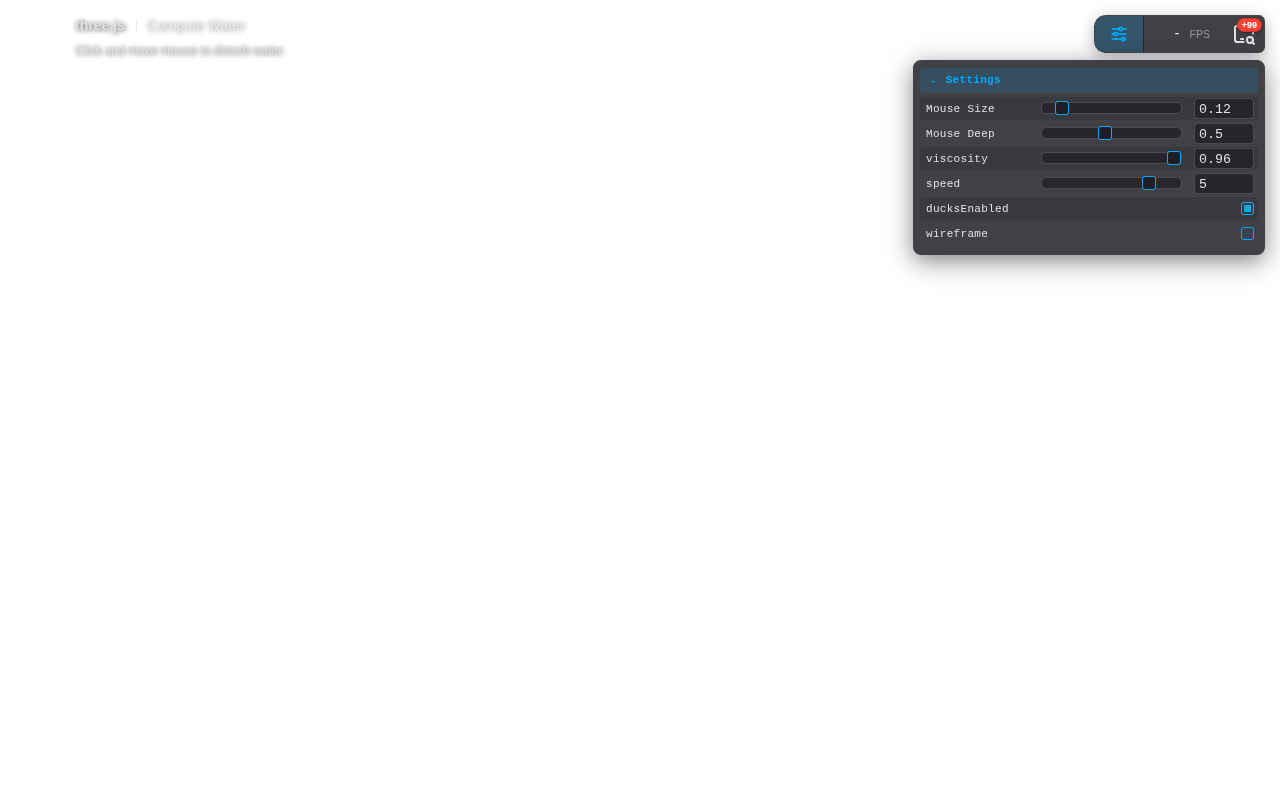 three.js Compute Water
Click and move mouse to disturb water.
- FPS
+99
Settings
Mouse Size 0.12
Mouse Deep 0.5
viscosity 0.96
speed 5
ducksEnabled
wireframe